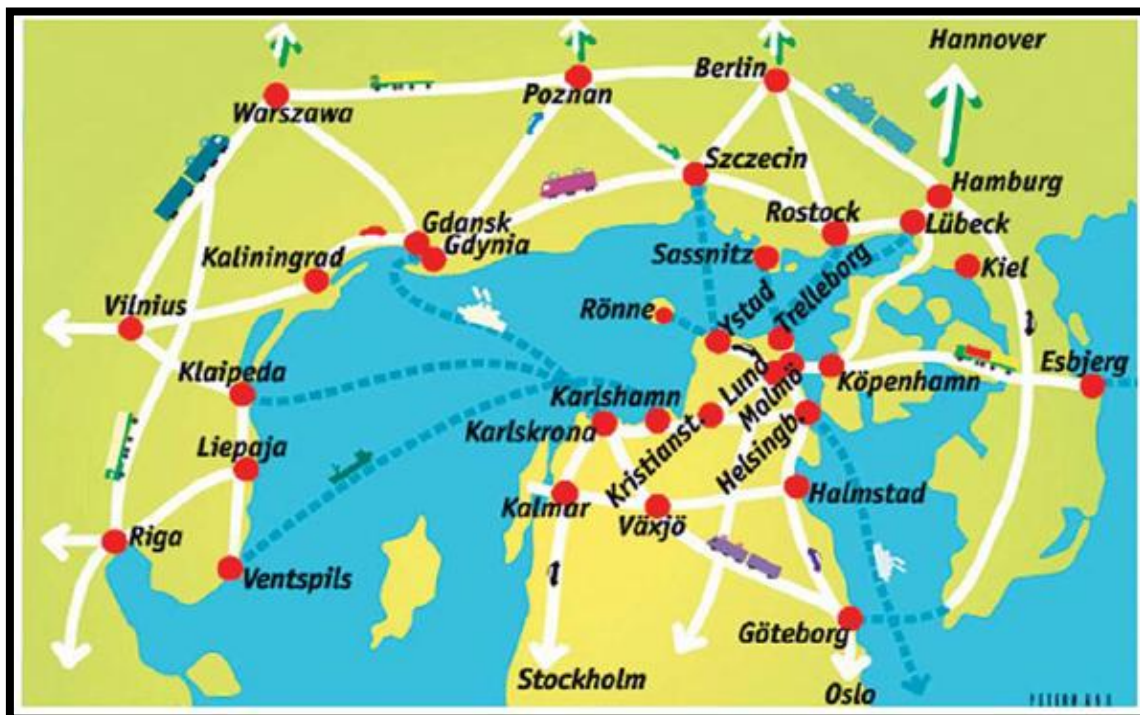 Hannover
Berlin
Poznan
Warszawa
Szczecin
Hamburg
Rostock
Lübeck
Gdansk
Gdynia
Kaliningrad
Sassnitz
Kiel
Trelleborg
Vilnius
Rönne
Ystad
Esbjerg
Klaipeda
Köpenhamn
Lund
Malmö
Karlshamn
Karlskrona
Kristianst.
Helsingb.
Liepaja
Kalmar
Växjö
Halmstad
Riga
Ventspils
Göteborg
Stockholm
Oslo